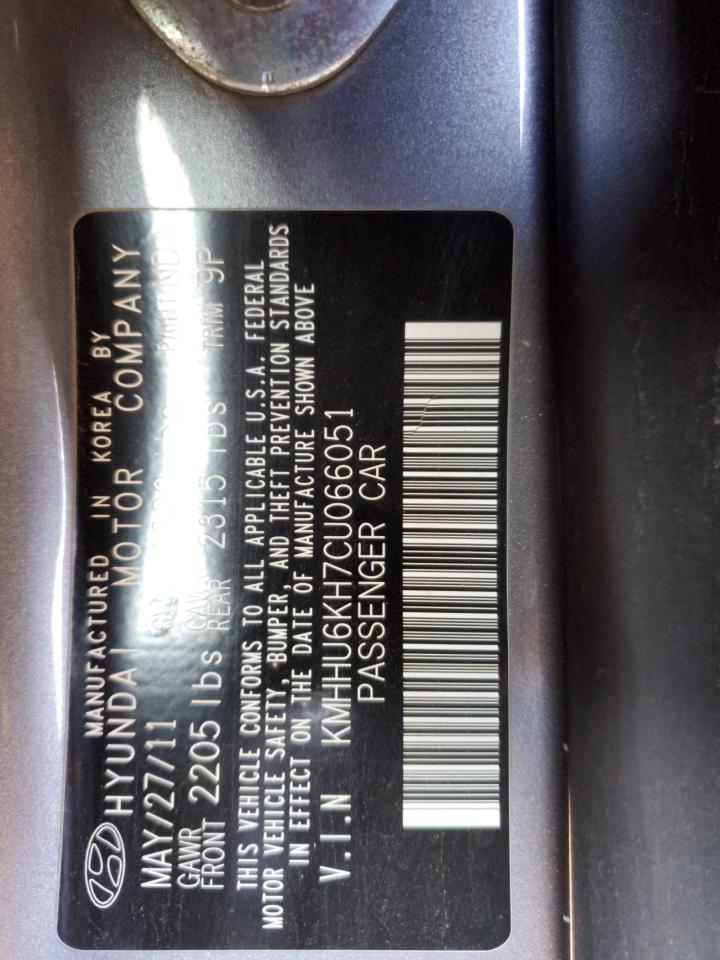 MANUFACTURED IN KOREA BY
HYUNDAI MOTOR COMPANY
MAY/27/11 PAINT
GAWR
FRONT 2205 lbs REAR 2315 lbs TRIM 9P
THIS VEHICLE CONFORMS TO ALL APPLICABLE U.S.A. FEDERAL
MOTOR VEHICLE SAFETY, BUMPER, AND THEFT PREVENTION STANDARDS
IN EFFECT ON THE DATE OF MANUFACTURE SHOWN ABOVE
V.I.N KMHHU6KH7CU066051
PASSENGER CAR